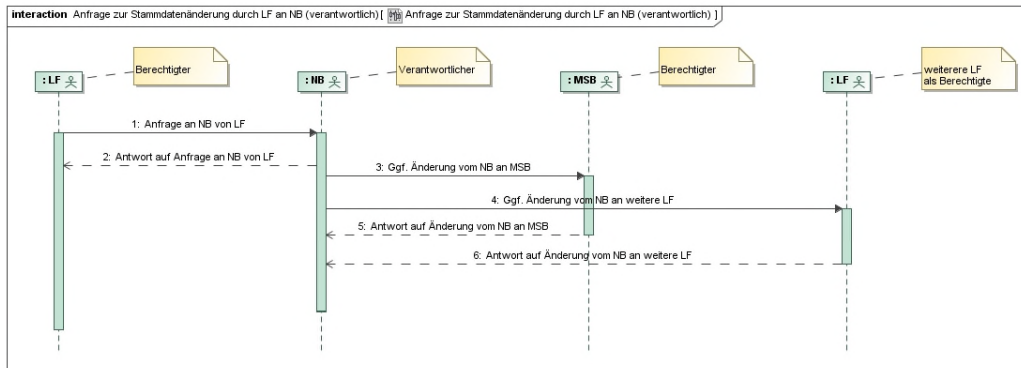 interaction Anfrage zur Stammdatenänderung durch LF an NB (verantwortlich)[ Anfrage zur Stammdatenänderung durch LF an NB (verantwortlich) ]
Berechtigter
Verantwortlicher
Berechtigter
weiterere LF
als Berechtigte
: LF
: NB
: MSB
: LF
1: Anfrage an NB von LF
2: Antwort auf Anfrage an NB von LF
3: Ggf. Änderung vom NB an MSB
4: Ggf. Änderung vom NB an weitere LF
5: Antwort auf Änderung vom NB an MSB
6: Antwort auf Änderung vom NB an weitere LF